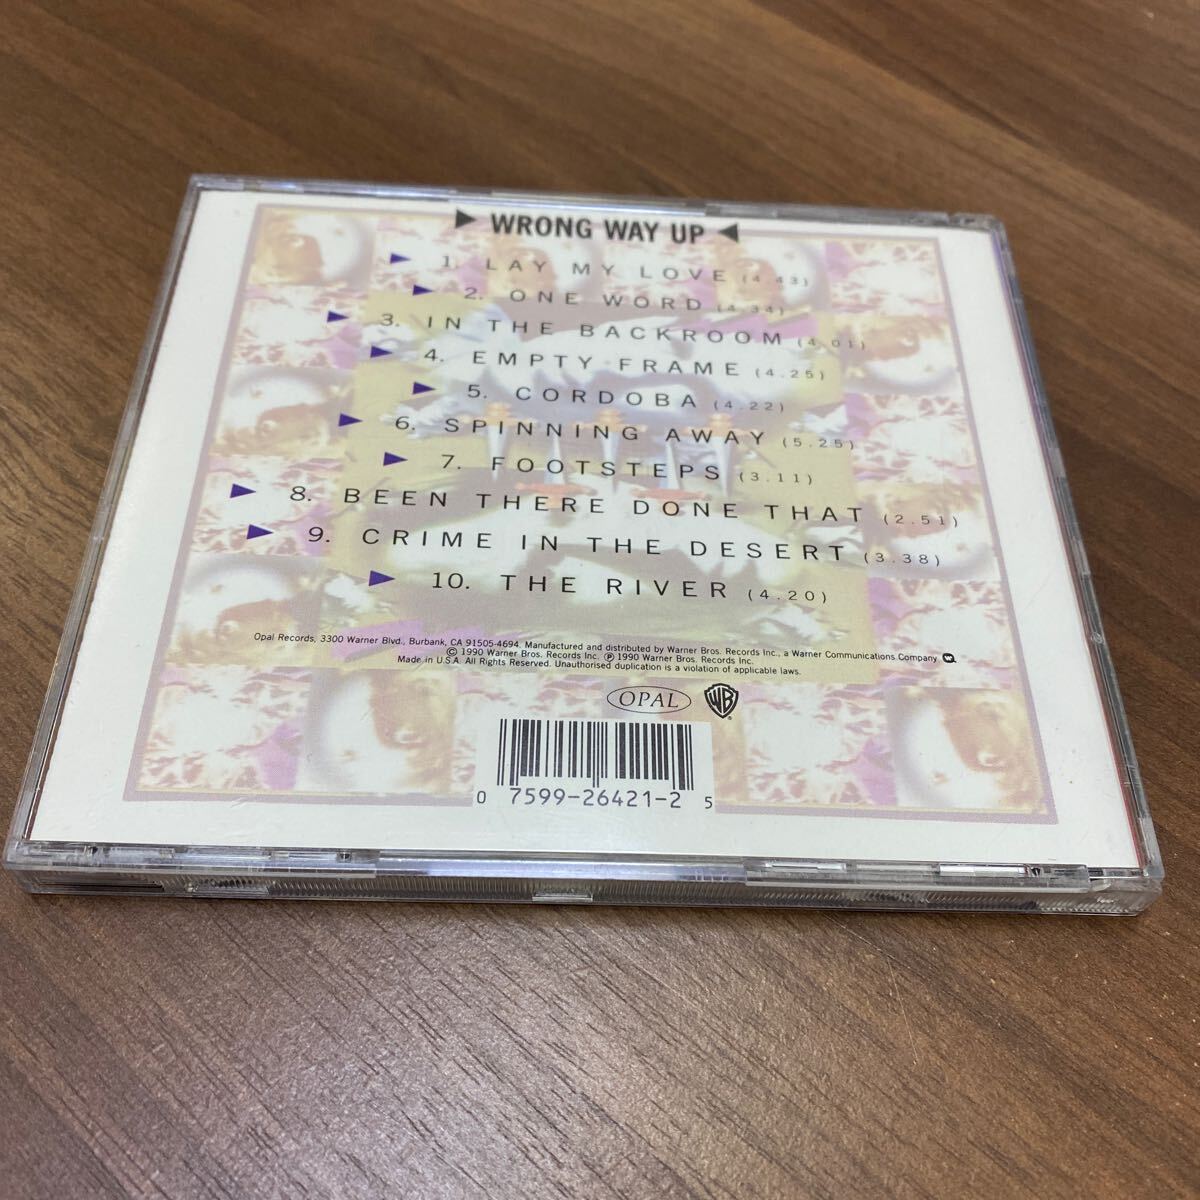 WRONG WAY UP
1. LAY MY LOVE (4.43)
2. ONE WORD (4.34)
3. IN THE BACKROOM (4.01)
4. EMPTY FRAME (4.25)
5. CORDOBA (4.22)
6. SPINNING AWAY (5.25)
7. FOOTSTEPS (3.11)
8. BEEN THERE DONE THAT (2.51)
9. CRIME IN THE DESERT (3.38)
10. THE RIVER (4.20)
Opal Records, 3300 Warner Blvd., Burbank, CA 91505-4694. Manufactured and distributed by Warner Bros. Records Inc., a Warner Communications Company
© 1990 Warner Bros. Records Inc. ℗ 1990 Warner Bros. Records Inc.
Made in U.S.A. All Rights Reserved. Unauthorised duplication is a violation of applicable laws.
OPAL WB
0 7599-26421-2 5